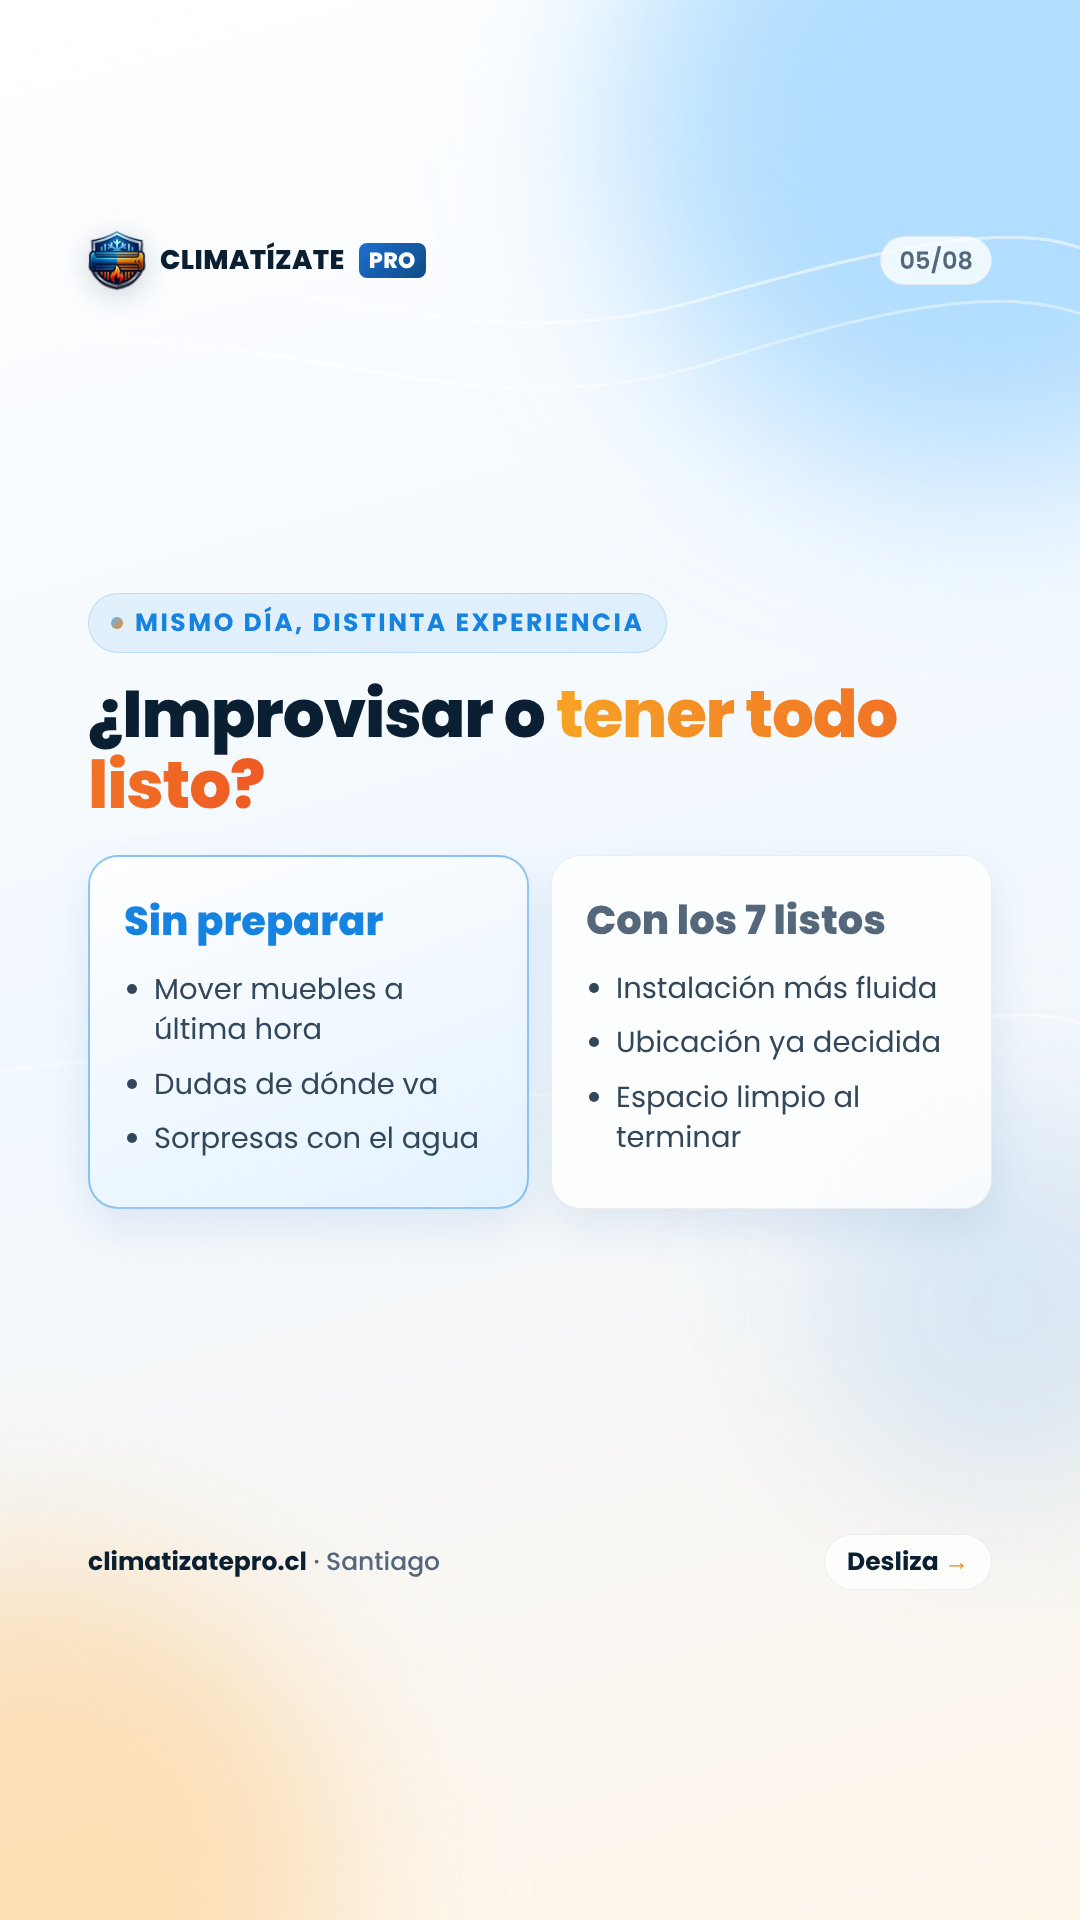 CLIMATÍZATE PRO
05/08
MISMO DÍA, DISTINTA EXPERIENCIA
¿Improvisar o tener todo
listo?
Sin preparar
• Mover muebles a
última hora
• Dudas de dónde va
• Sorpresas con el agua
Con los 7 listos
• Instalación más fluida
• Ubicación ya decidida
• Espacio limpio al
terminar
climatizatepro.cl · Santiago
Desliza →